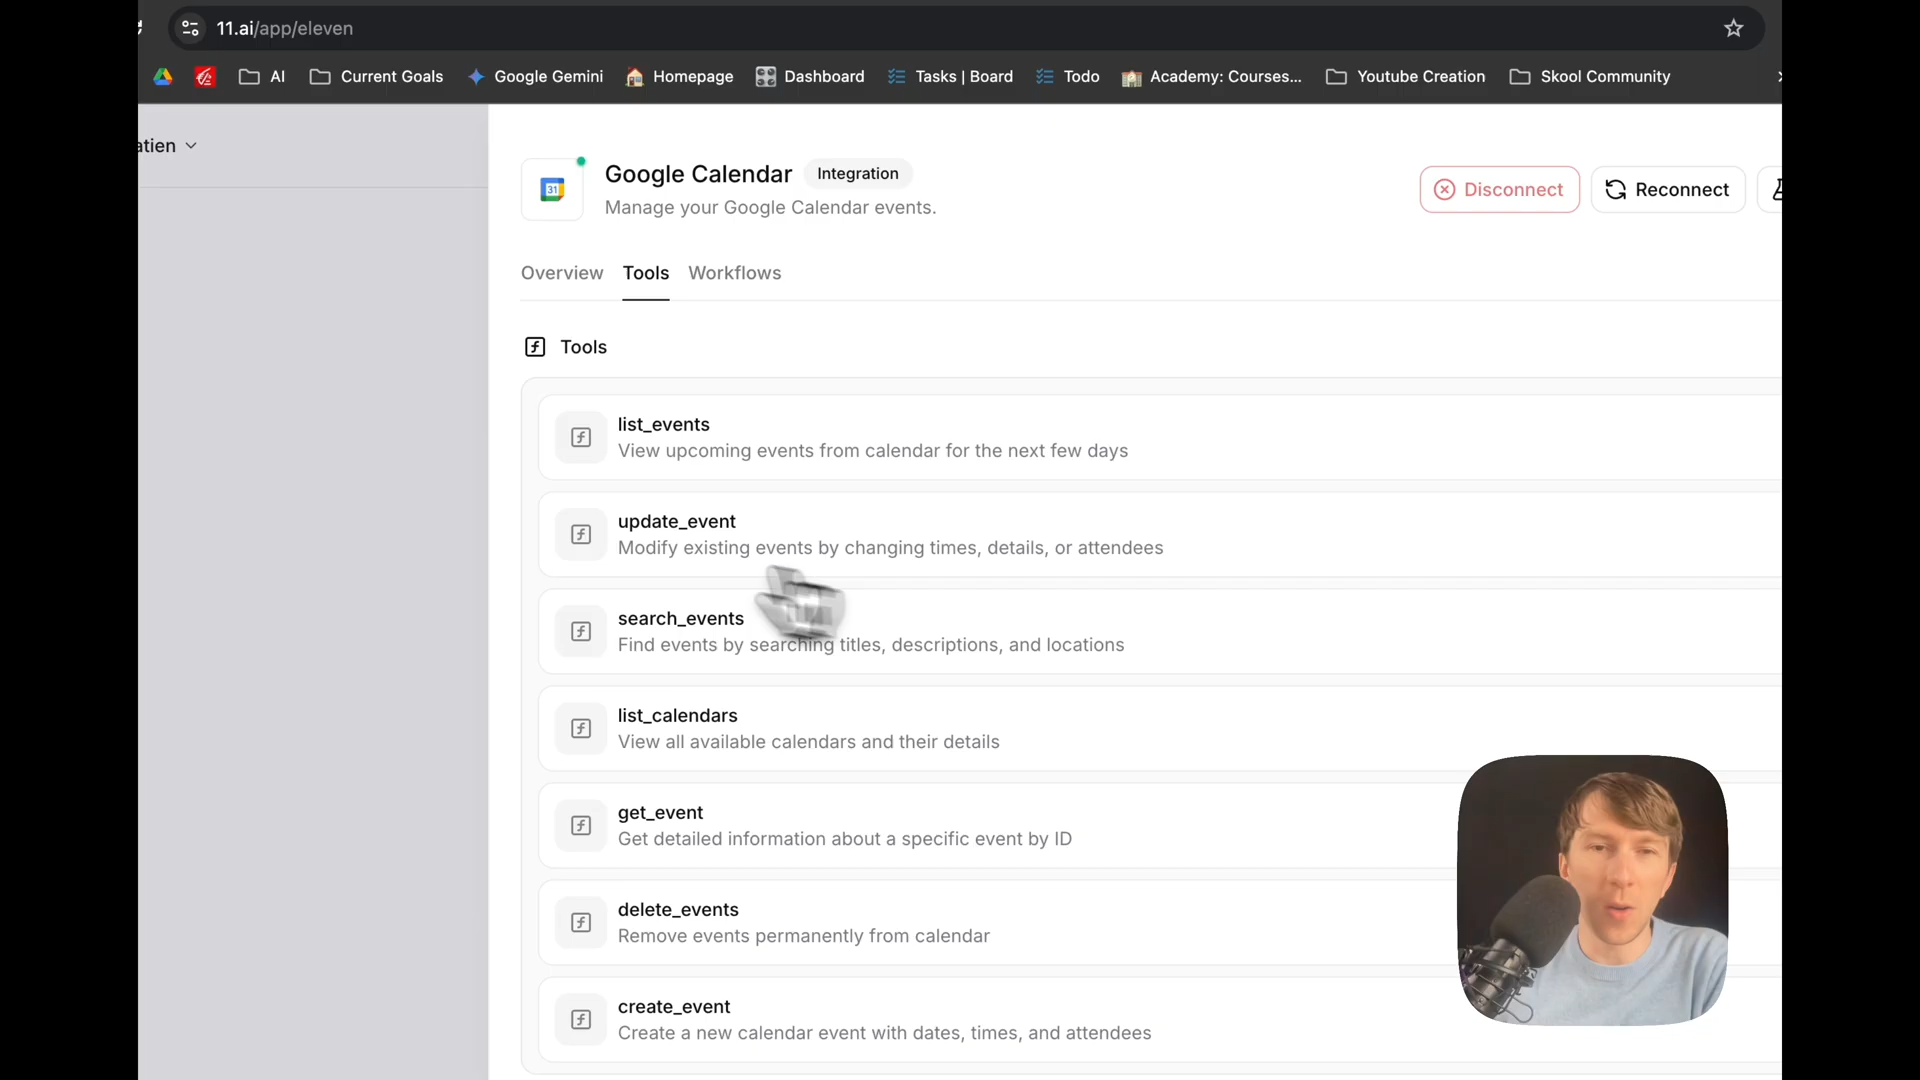 11.ai/app/eleven
AI
Current Goals
Google Gemini
Homepage
Dashboard
Tasks | Board
Todo
Academy: Courses...
Youtube Creation
Skool Community
atien
31
Google Calendar
Integration
Manage your Google Calendar events.
Disconnect
Reconnect
Overview
Tools
Workflows
Tools
list_events
View upcoming events from calendar for the next few days
update_event
Modify existing events by changing times, details, or attendees
search_events
Find events by searching titles, descriptions, and locations
list_calendars
View all available calendars and their details
get_event
Get detailed information about a specific event by ID
delete_events
Remove events permanently from calendar
create_event
Create a new calendar event with dates, times, and attendees